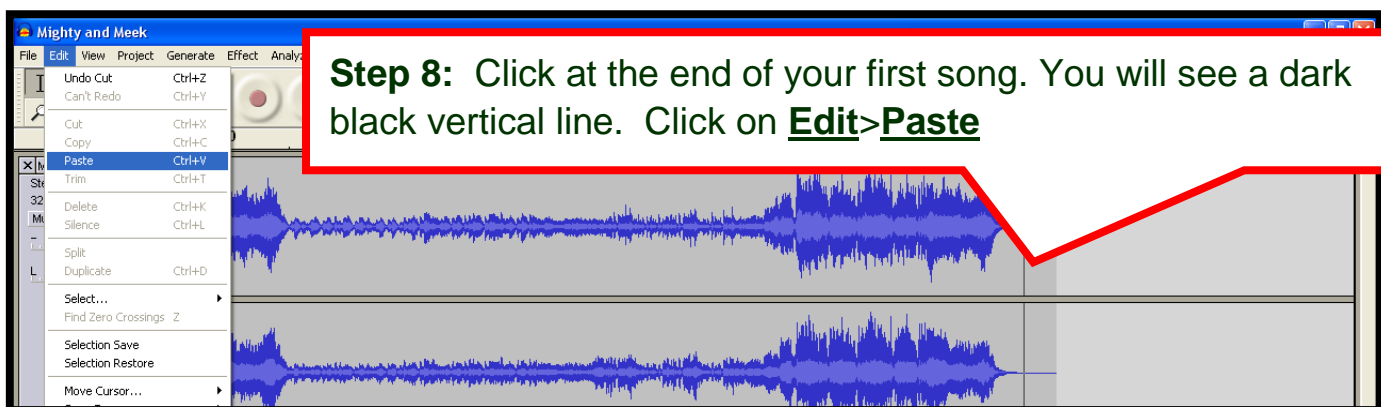 Mighty and Meek
File Edit View Project Generate Effect Analyz
Step 8: Click at the end of your first song. You will see a dark
black vertical line. Click on Edit>Paste
Undo Cut Ctrl+Z
Can't Redo Ctrl+Y
Cut Ctrl+X
Copy Ctrl+C
Paste Ctrl+V
Trim Ctrl+T
Delete Ctrl+K
Silence Ctrl+L
Split
Duplicate Ctrl+D
Select...
Find Zero Crossings Z
Selection Save
Selection Restore
Move Cursor...
M
Ste
32
Mu
-
L